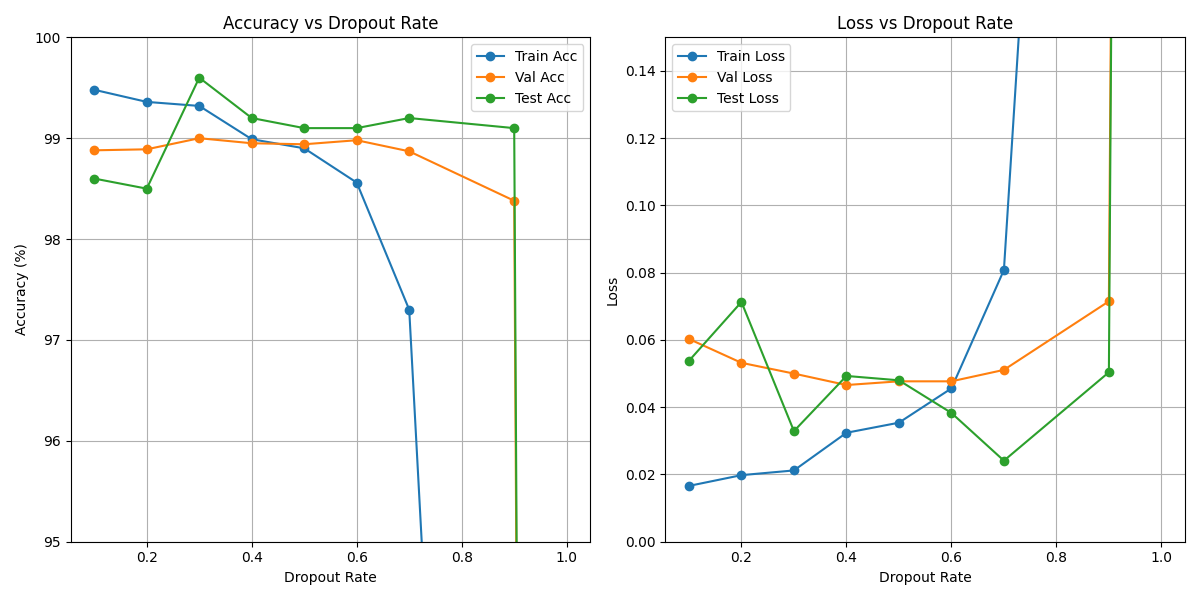 Accuracy vs Dropout Rate
100
99
98
97
96
95
Accuracy (%)
0.2 0.4 0.6 0.8 1.0
Dropout Rate
Train Acc
Val Acc
Test Acc
Loss vs Dropout Rate
0.14
0.12
0.10
0.08
0.06
0.04
0.02
0.00
Loss
0.2 0.4 0.6 0.8 1.0
Dropout Rate
Train Loss
Val Loss
Test Loss